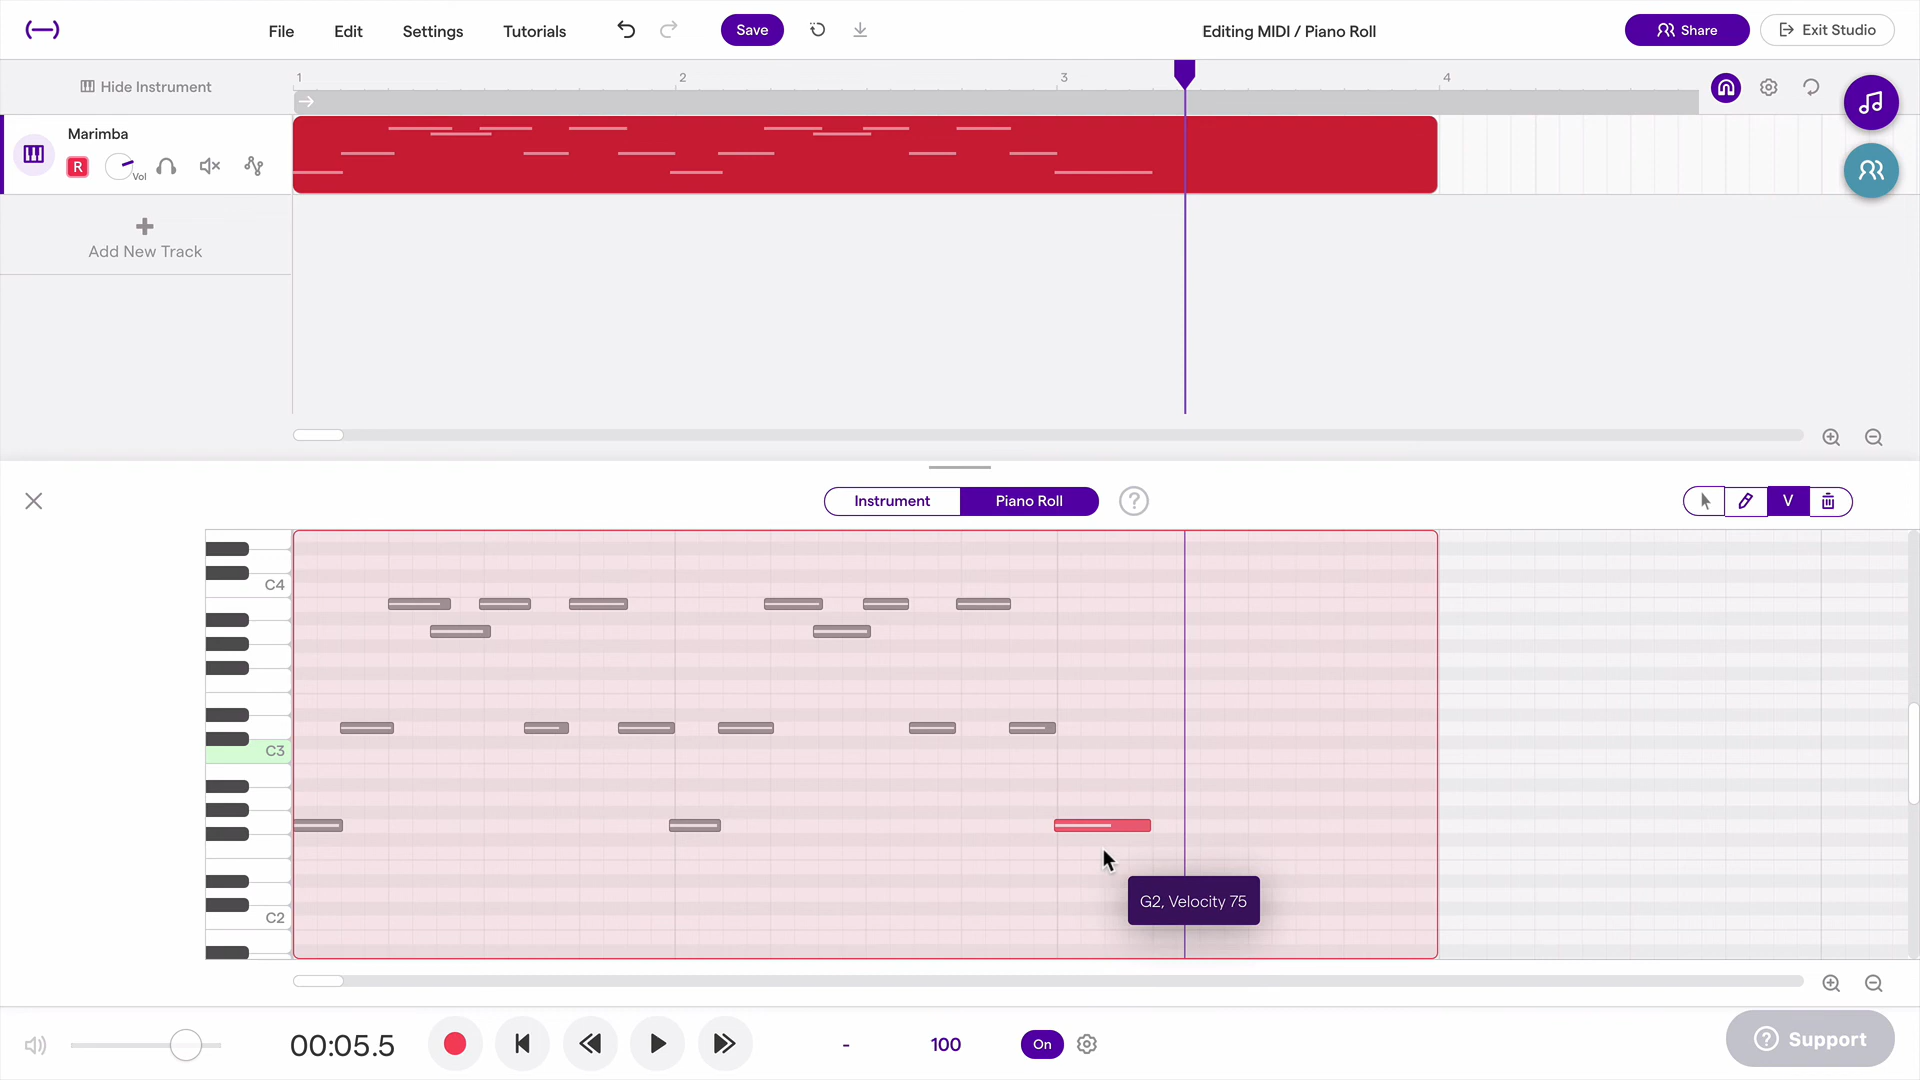 File Edit Settings Tutorials Save Editing MIDI / Piano Roll Share Exit Studio
Hide Instrument 1 2 3 4
Marimba
R Vol
Add New Track
Instrument Piano Roll ? V
C4
C3
C2
G2, Velocity 75
00:05.5 - 100 On ? Support